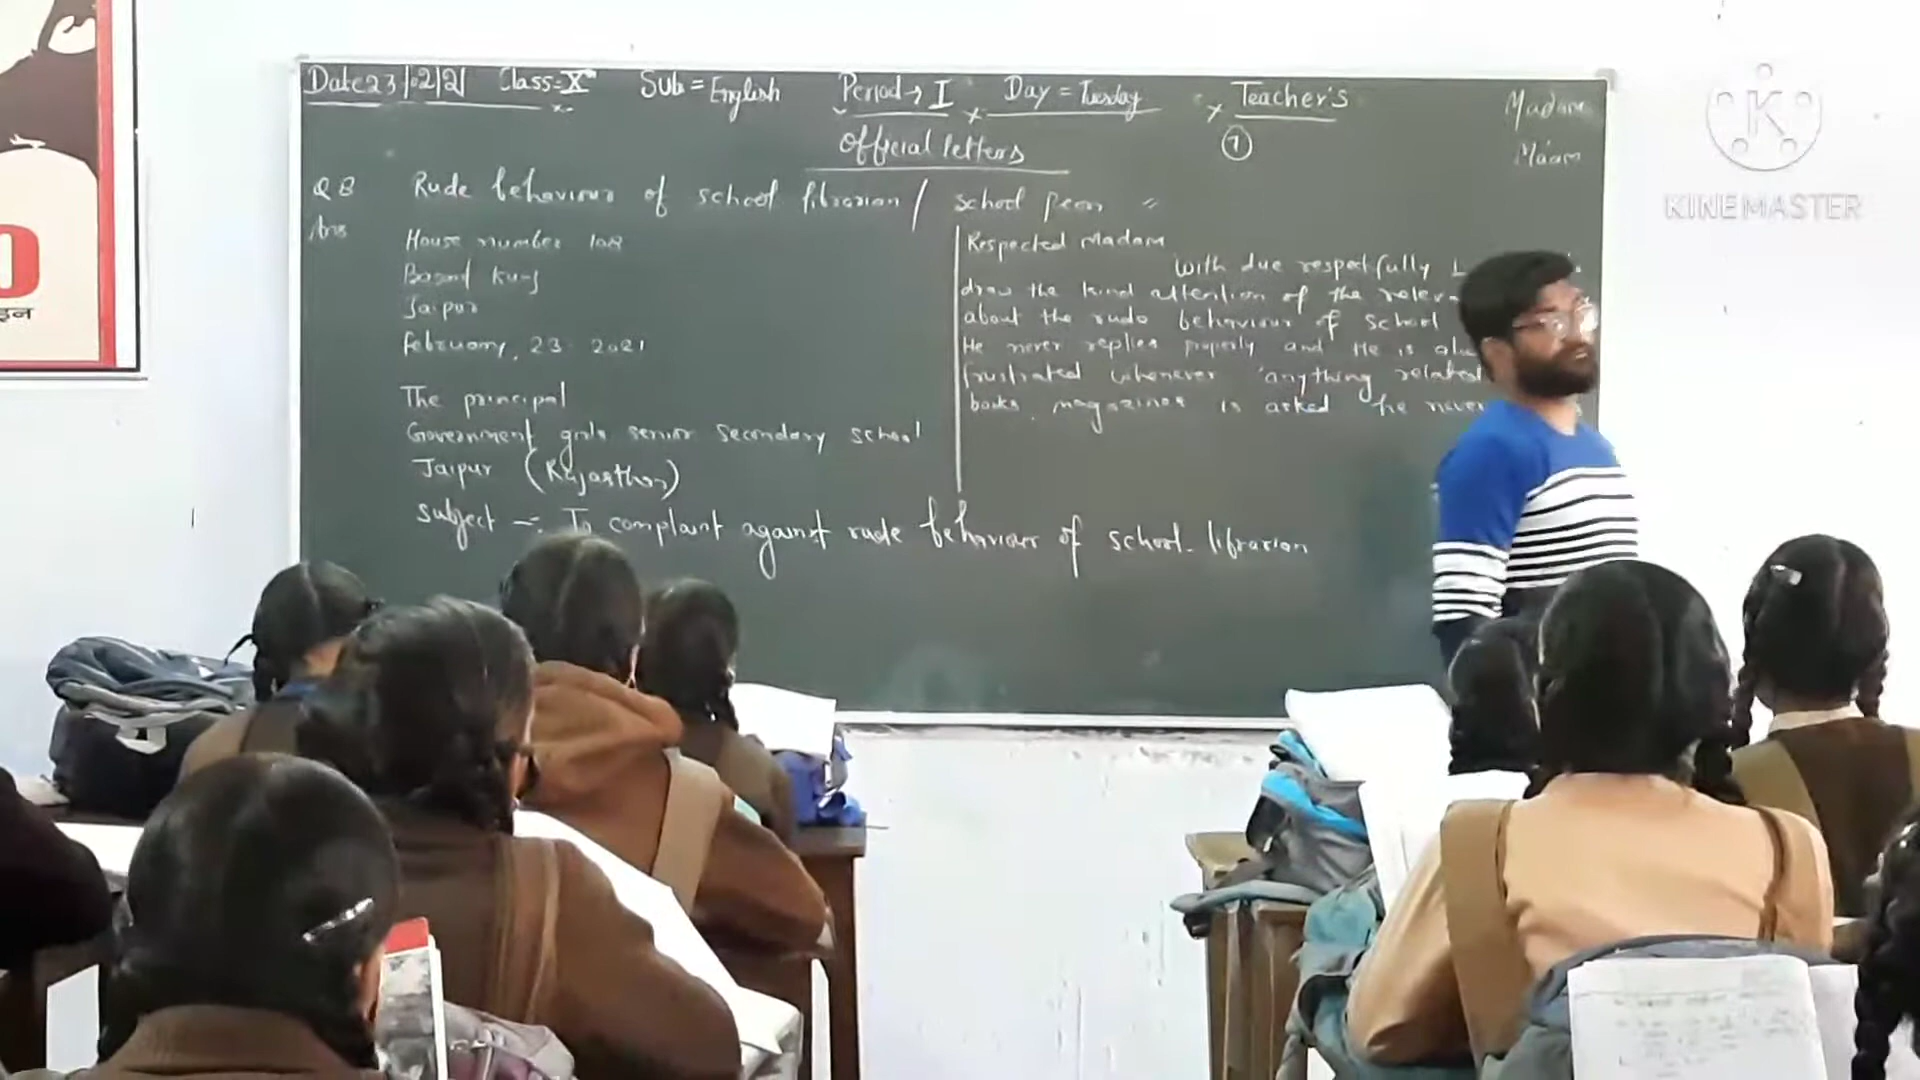 Date 23/02/21 Class=X Sub = English Period → I Day = Tuesday Teacher's
Madam
Ma'am
7
Official letters
Q 8 Rude behaviour of school librarian / school peon
Ans
House number 108
Jaipur
february, 23 2021
The principal
Government girls senior secondary school
Jaipur (Rajasthan)
Subject -: To complaint against rude behaviour of school librarian
Respected Madam
With due respectfully I
draw the kind attention of the
about the rude behaviour of school
He never replies properly and He is
frustrated whenever anything related
books, magazines is asked he never
KINEMASTER
इन